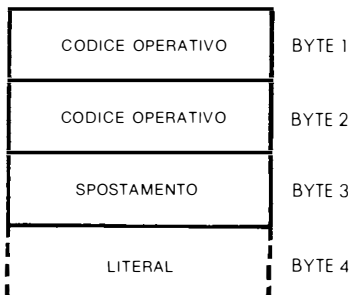 CODICE OPERATIVO BYTE 1
CODICE OPERATIVO BYTE 2
SPOSTAMENTO BYTE 3
LITERAL BYTE 4